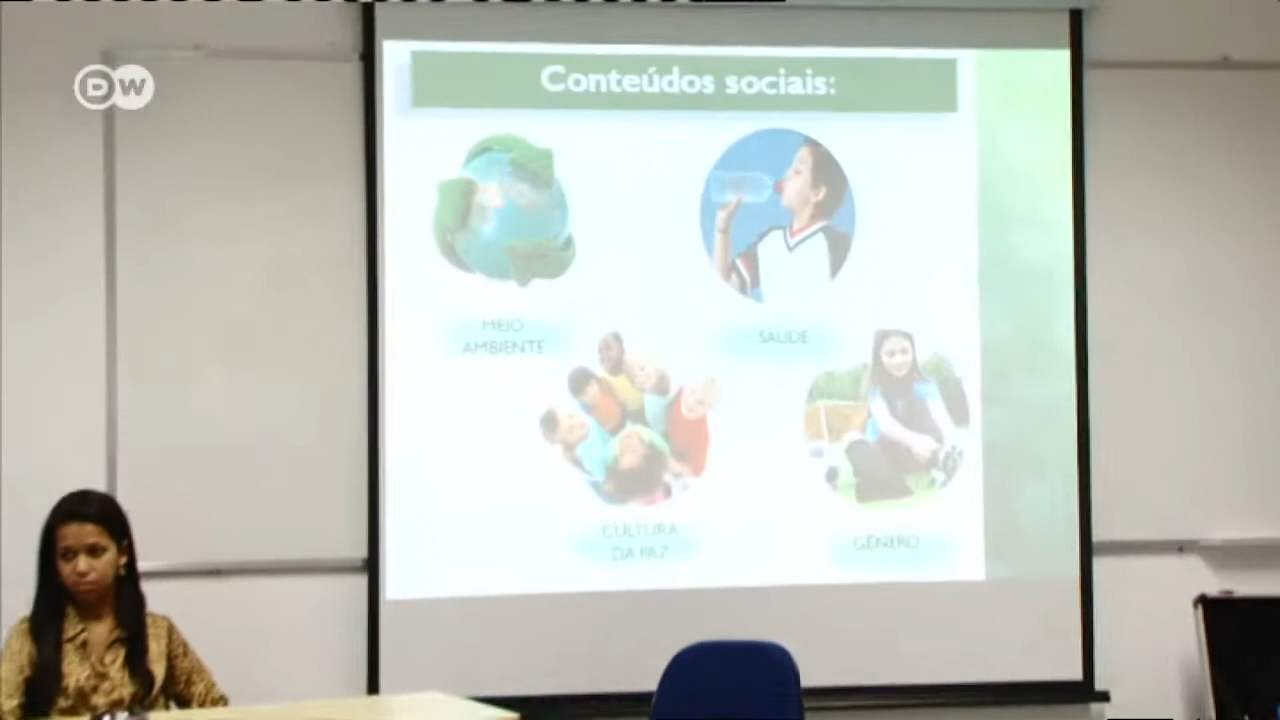 DW
Conteúdos sociais:
MEIO
AMBIENTE
SAÚDE
CULTURA
DA PAZ
GÊNERO